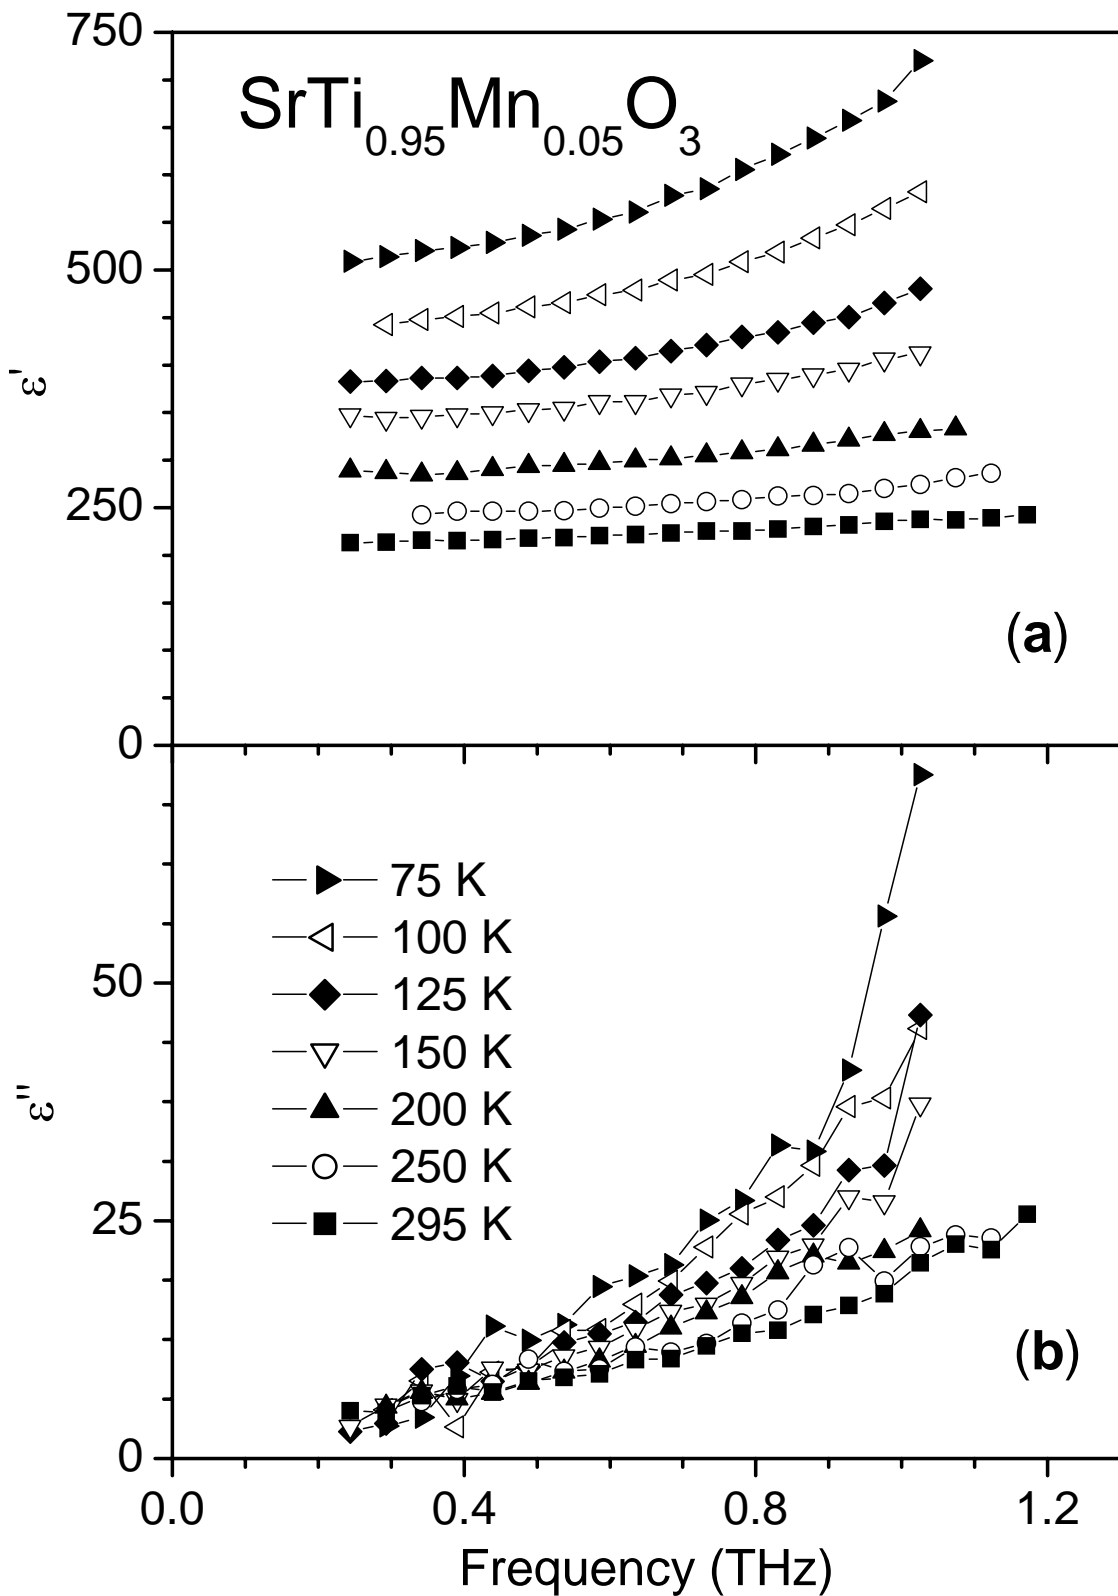 750
SrTi0.95Mn0.05O3
500
ε'
250
(a)
0
75 K
100 K
50
125 K
150 K
ε''
200 K
250 K
25
295 K
(b)
0
0.0 0.4 0.8 1.2
Frequency (THz)